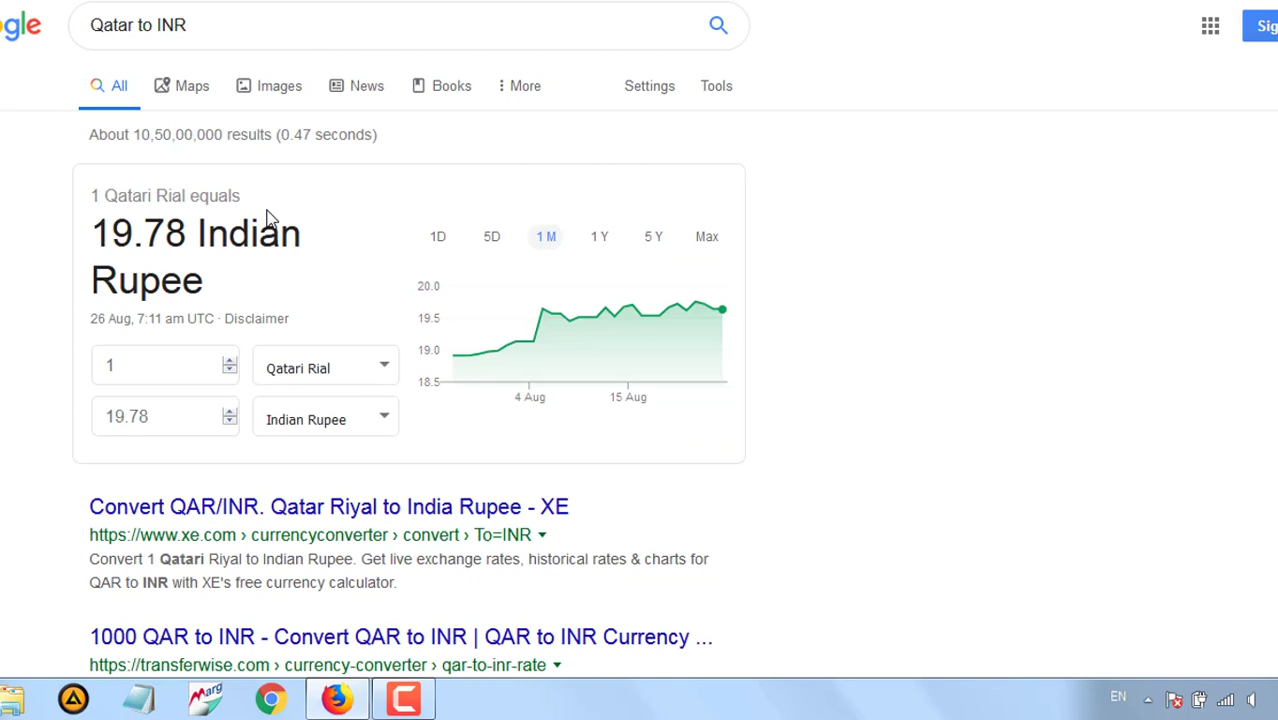 gle
Qatar to INR
Sig
All Maps Images News Books More Settings Tools
About 10,50,00,000 results (0.47 seconds)
1 Qatari Rial equals
19.78 Indian
Rupee
26 Aug, 7:11 am UTC · Disclaimer
1 Qatari Rial
19.78 Indian Rupee
1D 5D 1 M 1 Y 5 Y Max
20.0
19.5
19.0
18.5
4 Aug 15 Aug
Convert QAR/INR. Qatar Riyal to India Rupee - XE
https://www.xe.com › currencyconverter › convert › To=INR
Convert 1 Qatari Riyal to Indian Rupee. Get live exchange rates, historical rates & charts for
QAR to INR with XE's free currency calculator.
1000 QAR to INR - Convert QAR to INR | QAR to INR Currency ...
https://transferwise.com › currency-converter › qar-to-inr-rate
Marg
EN